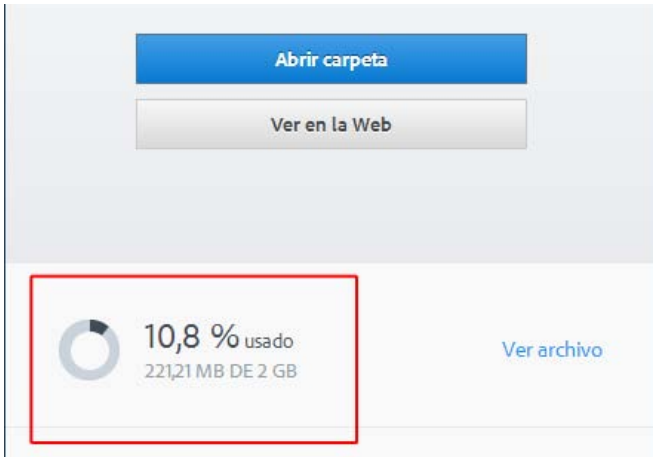 Abrir carpeta
Ver en la Web
10,8 % usado
221,21 MB DE 2 GB
Ver archivo